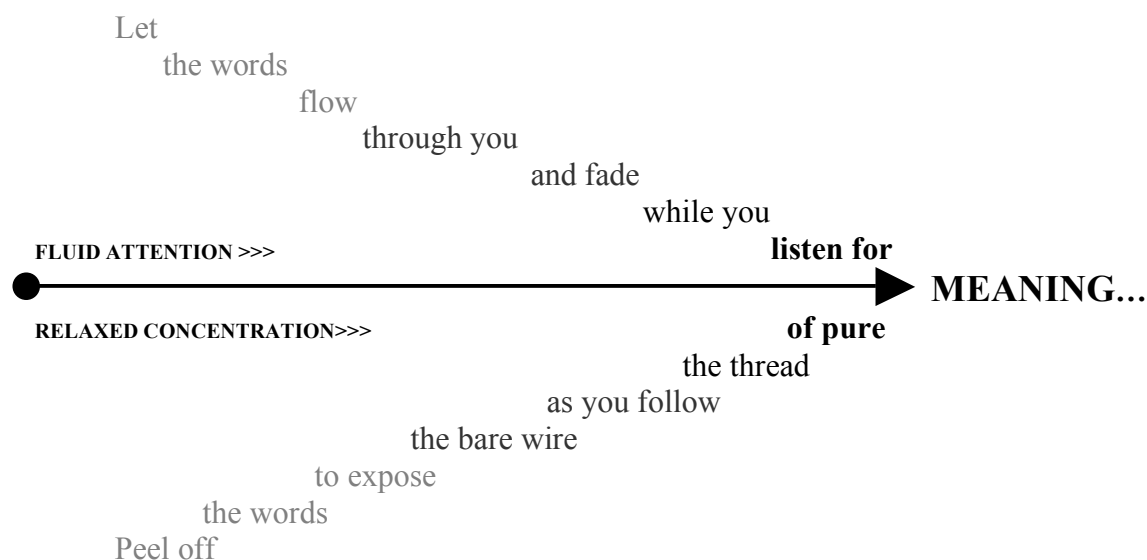 Let
the words
flow
through you
and fade
while you
FLUID ATTENTION >>>
listen for
MEANING...
RELAXED CONCENTRATION>>>
of pure
the thread
as you follow
the bare wire
to expose
the words
Peel off